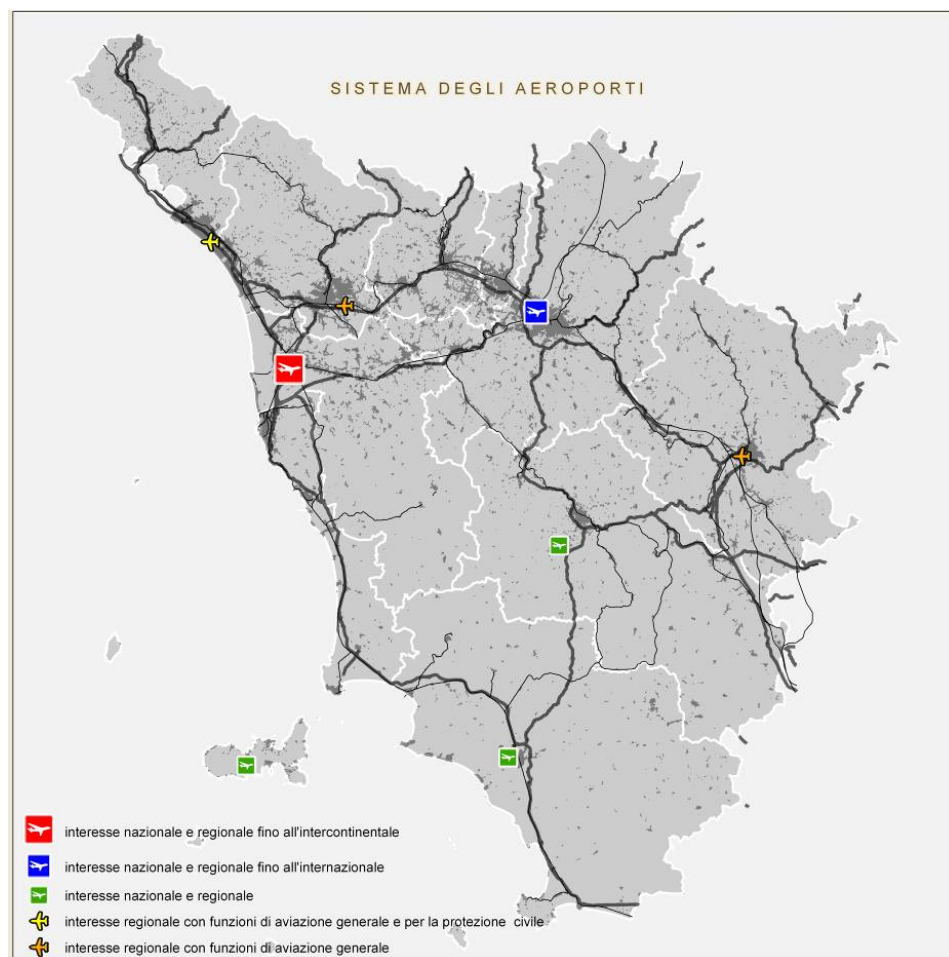 SISTEMA DEGLI AEROPORTI
interesse nazionale e regionale fino all'intercontinentale
interesse nazionale e regionale fino all'internazionale
interesse nazionale e regionale
interesse regionale con funzioni di aviazione generale e per la protezione civile
interesse regionale con funzioni di aviazione generale